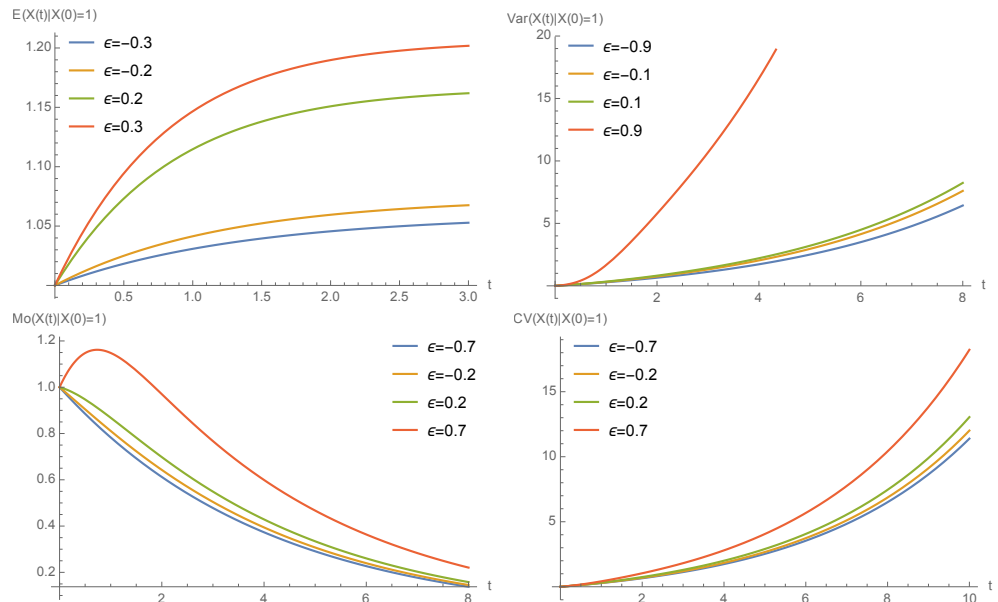 E(X(t)|X(0)=1)
ϵ=-0.3
ϵ=-0.2
ϵ=0.2
ϵ=0.3
1.20
1.15
1.10
1.05
0.5 1.0 1.5 2.0 2.5 3.0 t
Var(X(t)|X(0)=1)
ϵ=-0.9
ϵ=-0.1
ϵ=0.1
ϵ=0.9
20
15
10
5
0
2 4 6 8 t
Mo(X(t)|X(0)=1)
ϵ=-0.7
ϵ=-0.2
ϵ=0.2
ϵ=0.7
1.2
1.0
0.8
0.6
0.4
0.2
2 4 6 8 t
CV(X(t)|X(0)=1)
ϵ=-0.7
ϵ=-0.2
ϵ=0.2
ϵ=0.7
15
10
5
2 4 6 8 10 t